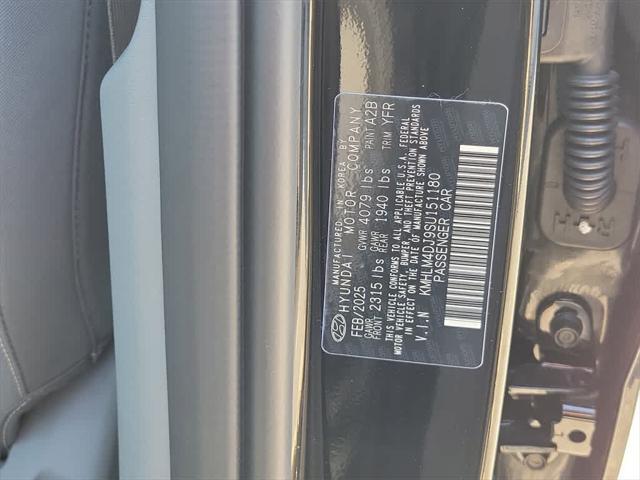 MANUFACTURED IN KOREA BY
HYUNDAI MOTOR COMPANY
FEB/2025 GVWR 4079 lbs PAINT A2B
GAWR FRONT 2315 lbs GAWR REAR 1940 lbs TRIM YFR
THIS VEHICLE CONFORMS TO ALL APPLICABLE U.S.A. FEDERAL
MOTOR VEHICLE SAFETY, BUMPER, AND THEFT PREVENTION STANDARDS
IN EFFECT ON THE DATE OF MANUFACTURE SHOWN ABOVE
V.I.N KMHLM4DJ9SU151180
PASSENGER CAR